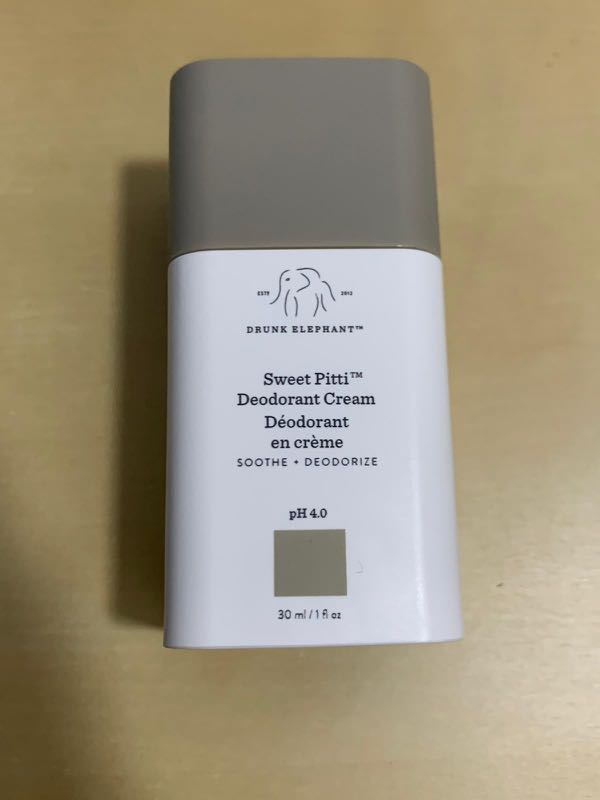 ESTD 2012
DRUNK ELEPHANT™
Sweet Pitti™
Deodorant Cream
Déodorant
en crème
SOOTHE + DEODORIZE
pH 4.0
30 ml / 1 fl oz